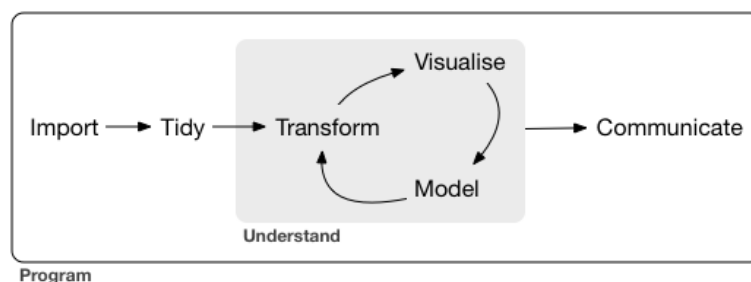 Visualise
Import
Tidy
Transform
Communicate
Model
Understand
Program